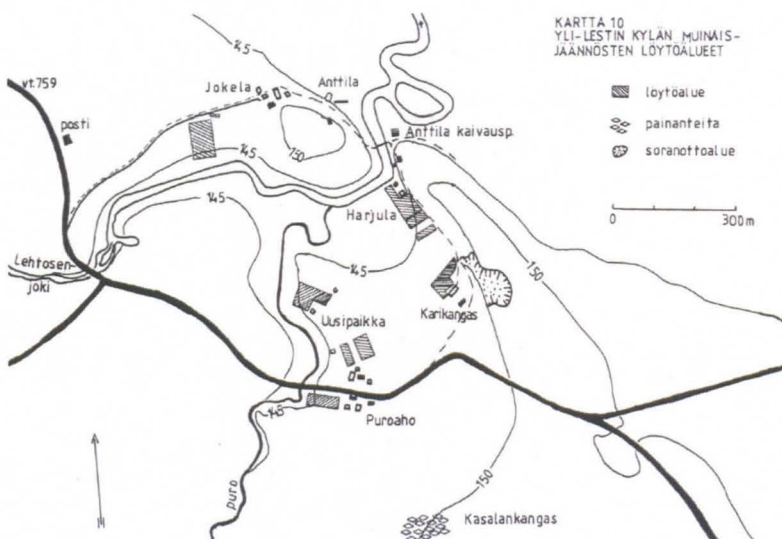 KARTTA 10
YLI-LESTIN KYLÄN MUINAIS-
JÄÄNNÖSTEN LÖYTÖALUEET
löytöalue
painanteita
soranottoalue
0 300m
vt.759
posti
Jokela
Anttila
Anttila kaivausp.
145
150
145
145
Harjula
145
150
Lehtosen-
joki
Uusipaikka
Karikangas
145
Puroaho
puro
150
Kasalankangas